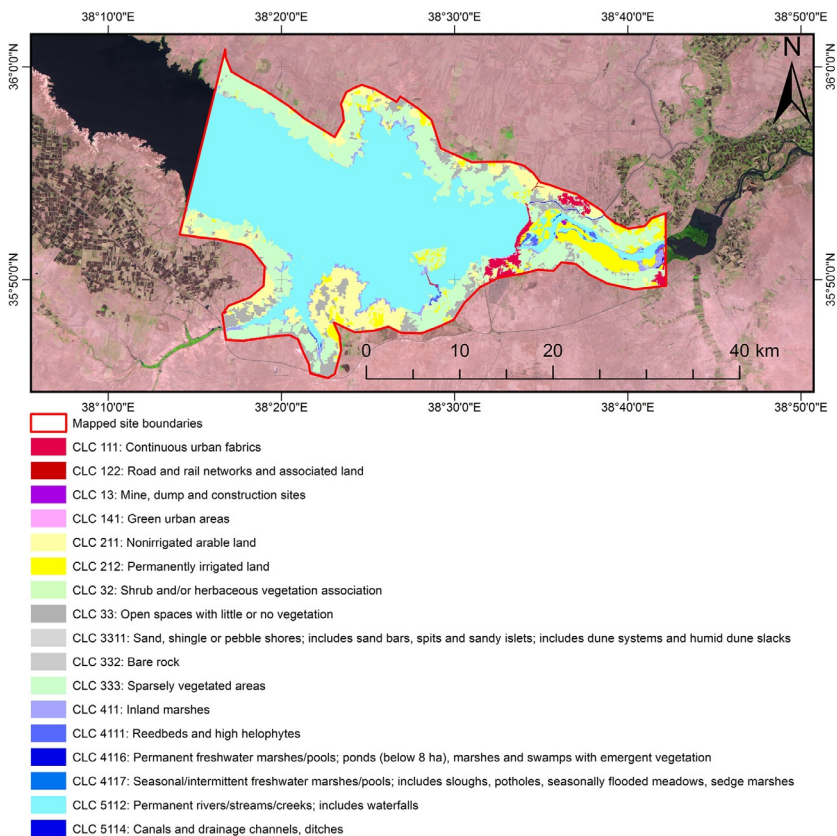 38°10'0"E 38°20'0"E 38°30'0"E 38°40'0"E 38°50'0"E
36°0'0"N 36°0'0"N
N
35°50'0"N 35°50'0"N
0 10 20 40 km
38°10'0"E 38°20'0"E 38°30'0"E 38°40'0"E 38°50'0"E
Mapped site boundaries
CLC 111: Continuous urban fabrics
CLC 122: Road and rail networks and associated land
CLC 13: Mine, dump and construction sites
CLC 141: Green urban areas
CLC 211: Nonirrigated arable land
CLC 212: Permanently irrigated land
CLC 32: Shrub and/or herbaceous vegetation association
CLC 33: Open spaces with little or no vegetation
CLC 3311: Sand, shingle or pebble shores; includes sand bars, spits and sandy islets; includes dune systems and humid dune slacks
CLC 332: Bare rock
CLC 333: Sparsely vegetated areas
CLC 411: Inland marshes
CLC 4111: Reedbeds and high helophytes
CLC 4116: Permanent freshwater marshes/pools; ponds (below 8 ha), marshes and swamps with emergent vegetation
CLC 4117: Seasonal/intermittent freshwater marshes/pools; includes sloughs, potholes, seasonally flooded meadows, sedge marshes
CLC 5112: Permanent rivers/streams/creeks; includes waterfalls
CLC 5114: Canals and drainage channels, ditches